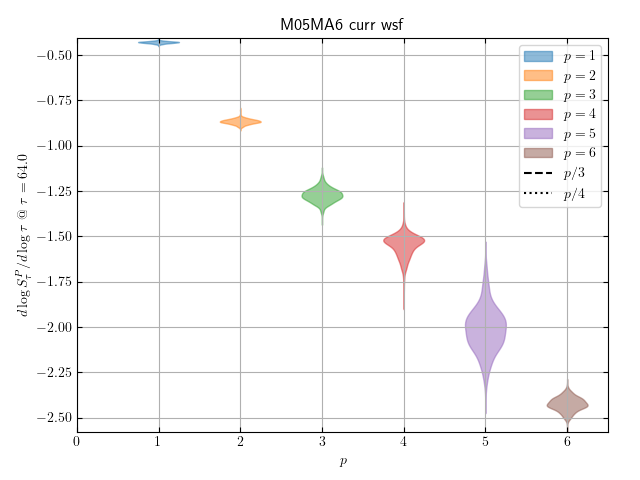 M05MA6 curr wsf
−0.50
−0.75
−1.00
−1.25
−1.50
−1.75
−2.00
−2.25
−2.50
d log S_τ^P / d log τ @ τ = 64.0
0 1 2 3 4 5 6
p
p = 1
p = 2
p = 3
p = 4
p = 5
p = 6
p/3
p/4